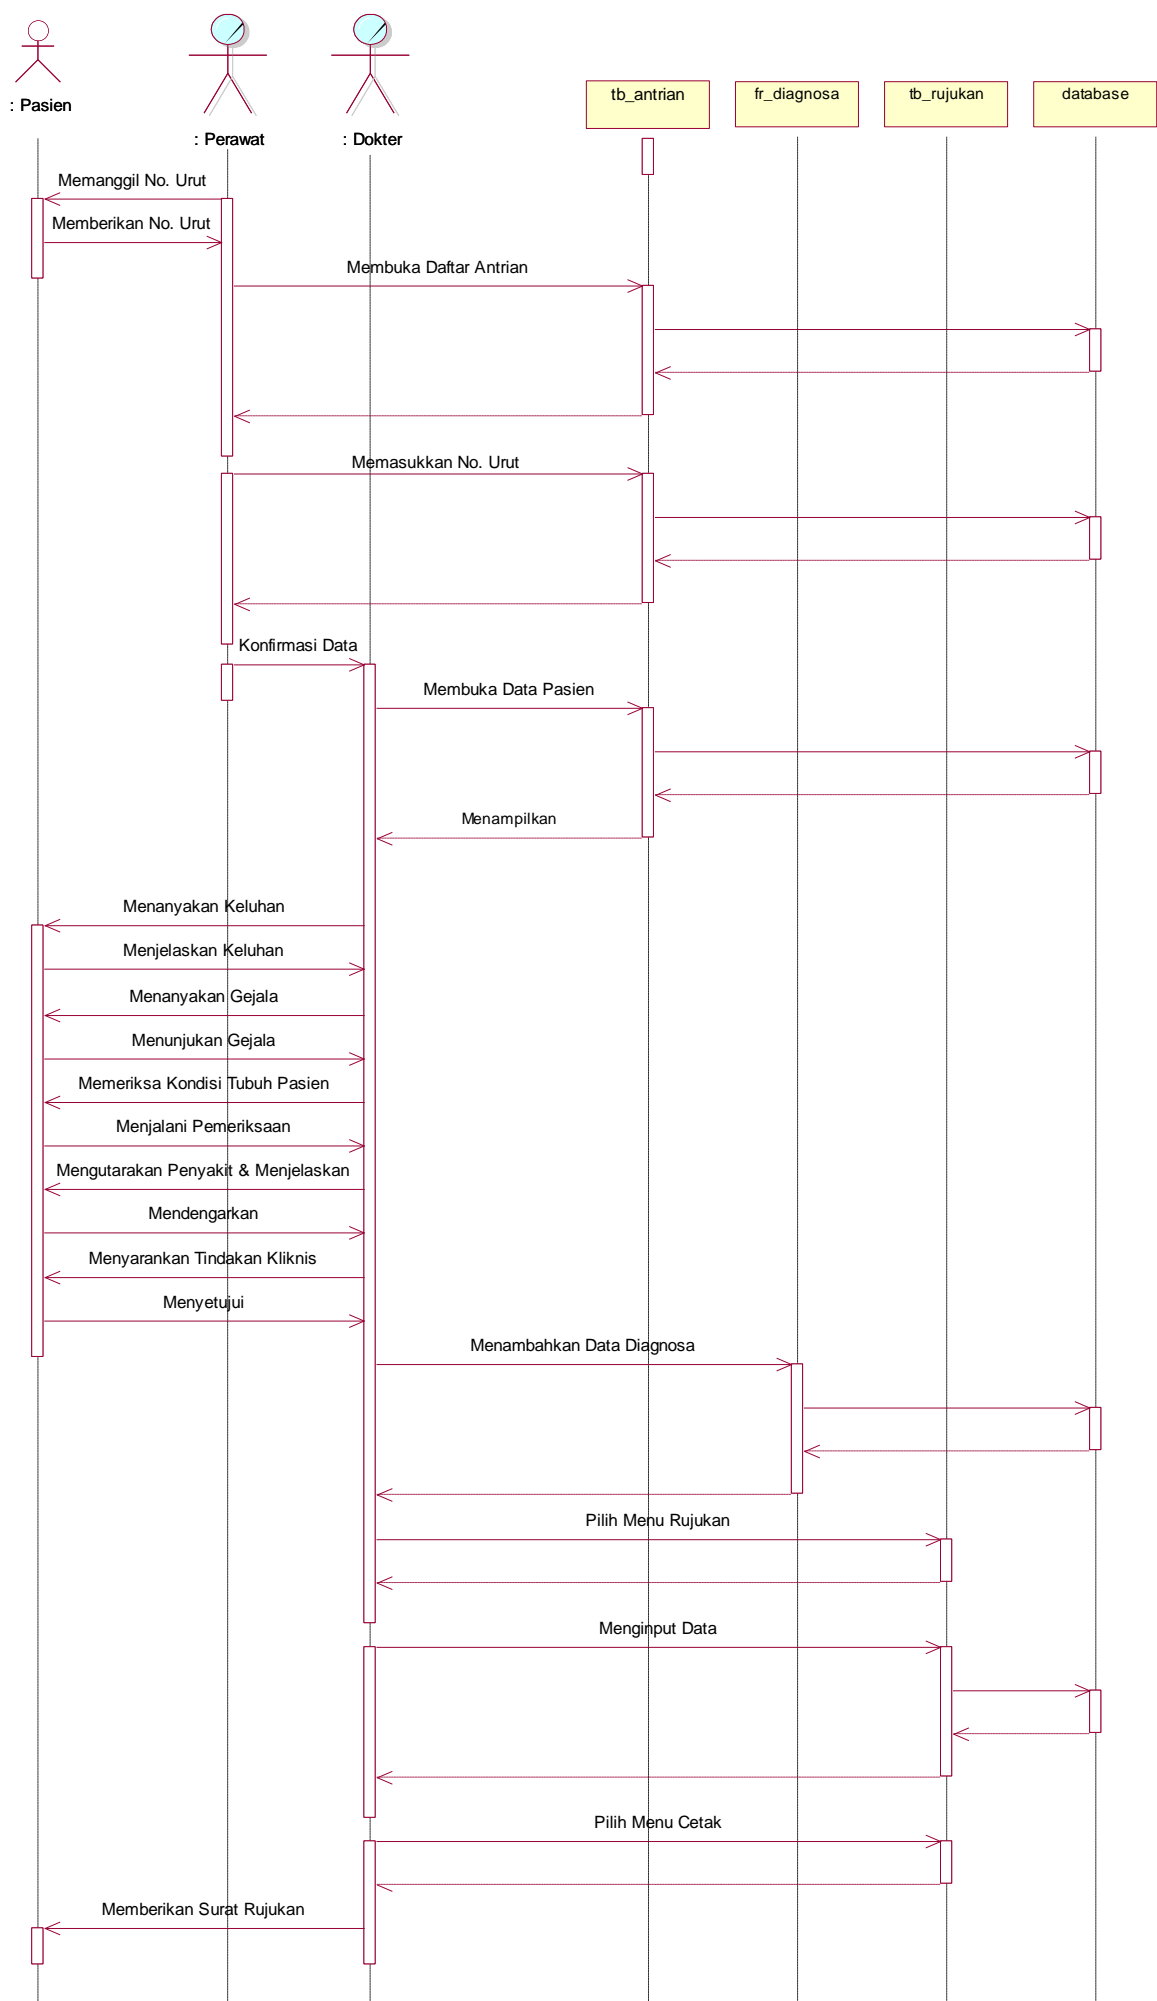 : Pasien
: Perawat
: Dokter
tb_antrian
fr_diagnosa
tb_rujukan
database
Memanggil No. Urut
Memberikan No. Urut
Membuka Daftar Antrian
Memasukkan No. Urut
Konfirmasi Data
Membuka Data Pasien
Menampilkan
Menanyakan Keluhan
Menjelaskan Keluhan
Menanyakan Gejala
Menunjukan Gejala
Memeriksa Kondisi Tubuh Pasien
Menjalani Pemeriksaan
Mengutarakan Penyakit & Menjelaskan
Mendengarkan
Menyarankan Tindakan Kliknis
Menyetujui
Menambahkan Data Diagnosa
Pilih Menu Rujukan
Menginput Data
Pilih Menu Cetak
Memberikan Surat Rujukan